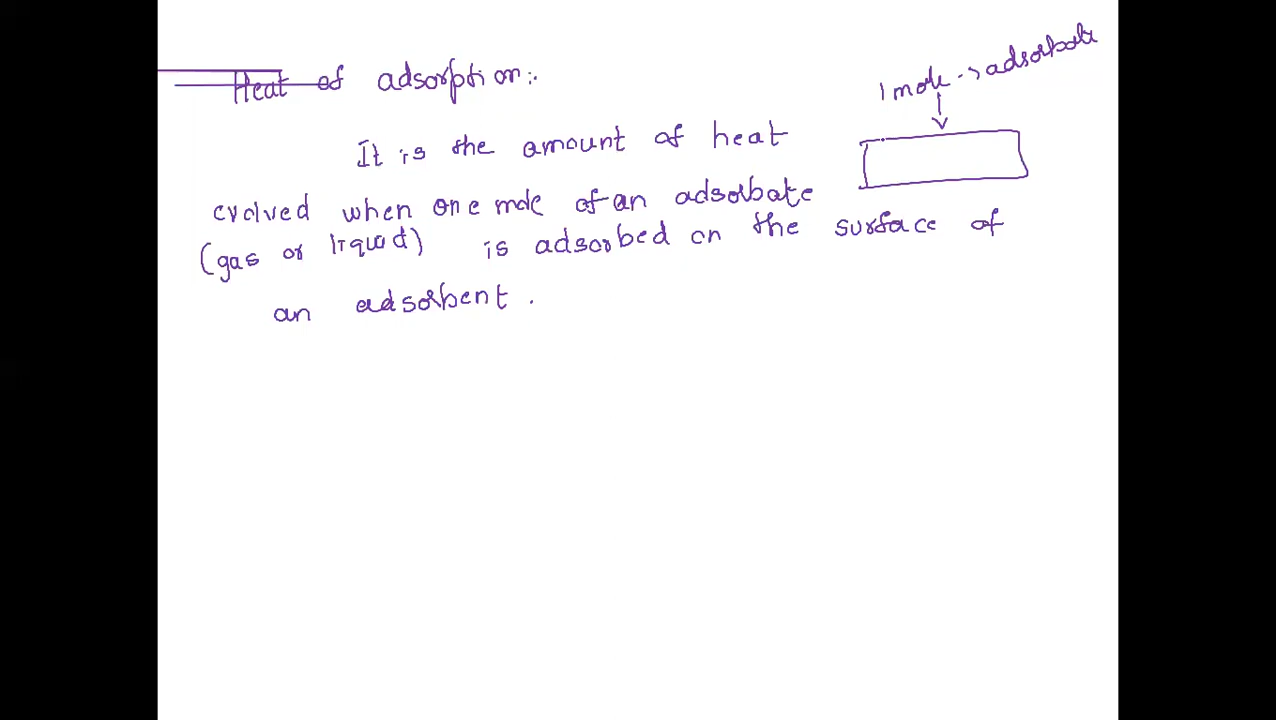 Heat of adsorption:.
1 mole -> adsorbate
It is the amount of heat
evolved when one mole of an adsorbate
(gas or liquid) is adsorbed on the surface of
an adsorbent.